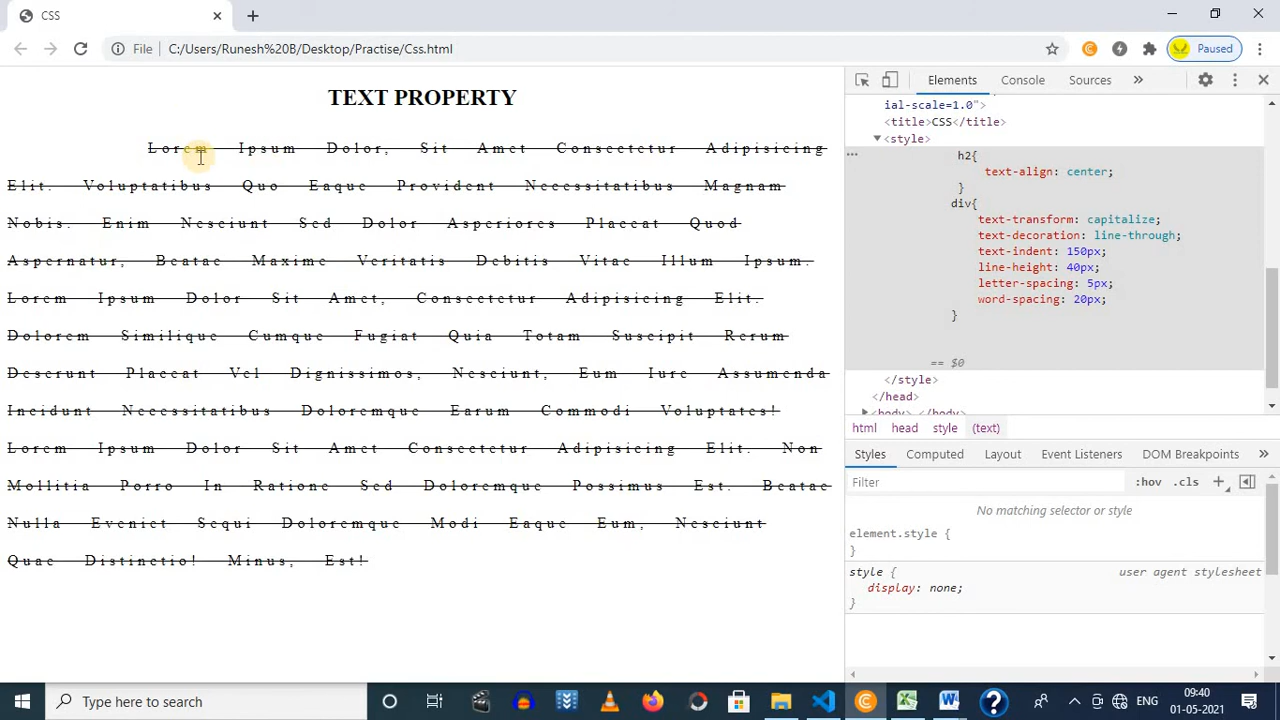 CSS
File C:/Users/Runesh%20B/Desktop/Practise/Css.html Paused
TEXT PROPERTY
Lorem Ipsum Dolor, Sit Amet Consectetur Adipisicing
Elit. Voluptatibus Quo Eaque Provident Necessitatibus Magnam
Nobis. Enim Nesciunt Sed Dolor Asperiores Placeat Quod
Aspernatur, Beatae Maxime Veritatis Debitis Vitae Illum Ipsum.
Lorem Ipsum Dolor Sit Amet, Consectetur Adipisicing Elit.
Dolorem Similique Cumque Fugiat Quia Totam Suscipit Rerum
Deserunt Placeat Vel Dignissimos, Nesciunt, Eum Iure Assumenda
Incidunt Necessitatibus Doloremque Earum Commodi Voluptates!
Lorem Ipsum Dolor Sit Amet Consectetur Adipisicing Elit. Non
Mollitia Porro In Ratione Sed Doloremque Possimus Est. Beatae
Nulla Eveniet Sequi Doloremque Modi Eaque Eum, Nesciunt
Quae Distinctio! Minus, Est!
Elements Console Sources
ial-scale=1.0">
<title>CSS</title>
<style>
h2{
text-align: center;
}
div{
text-transform: capitalize;
text-decoration: line-through;
text-indent: 150px;
line-height: 40px;
letter-spacing: 5px;
word-spacing: 20px;
}
== $0
</style>
</head>
<body>…</body>
html head style (text)
Styles Computed Layout Event Listeners DOM Breakpoints
Filter :hov .cls
No matching selector or style
element.style {
}
style { user agent stylesheet
display: none;
}
Type here to search
ENG
09:40
01-05-2021